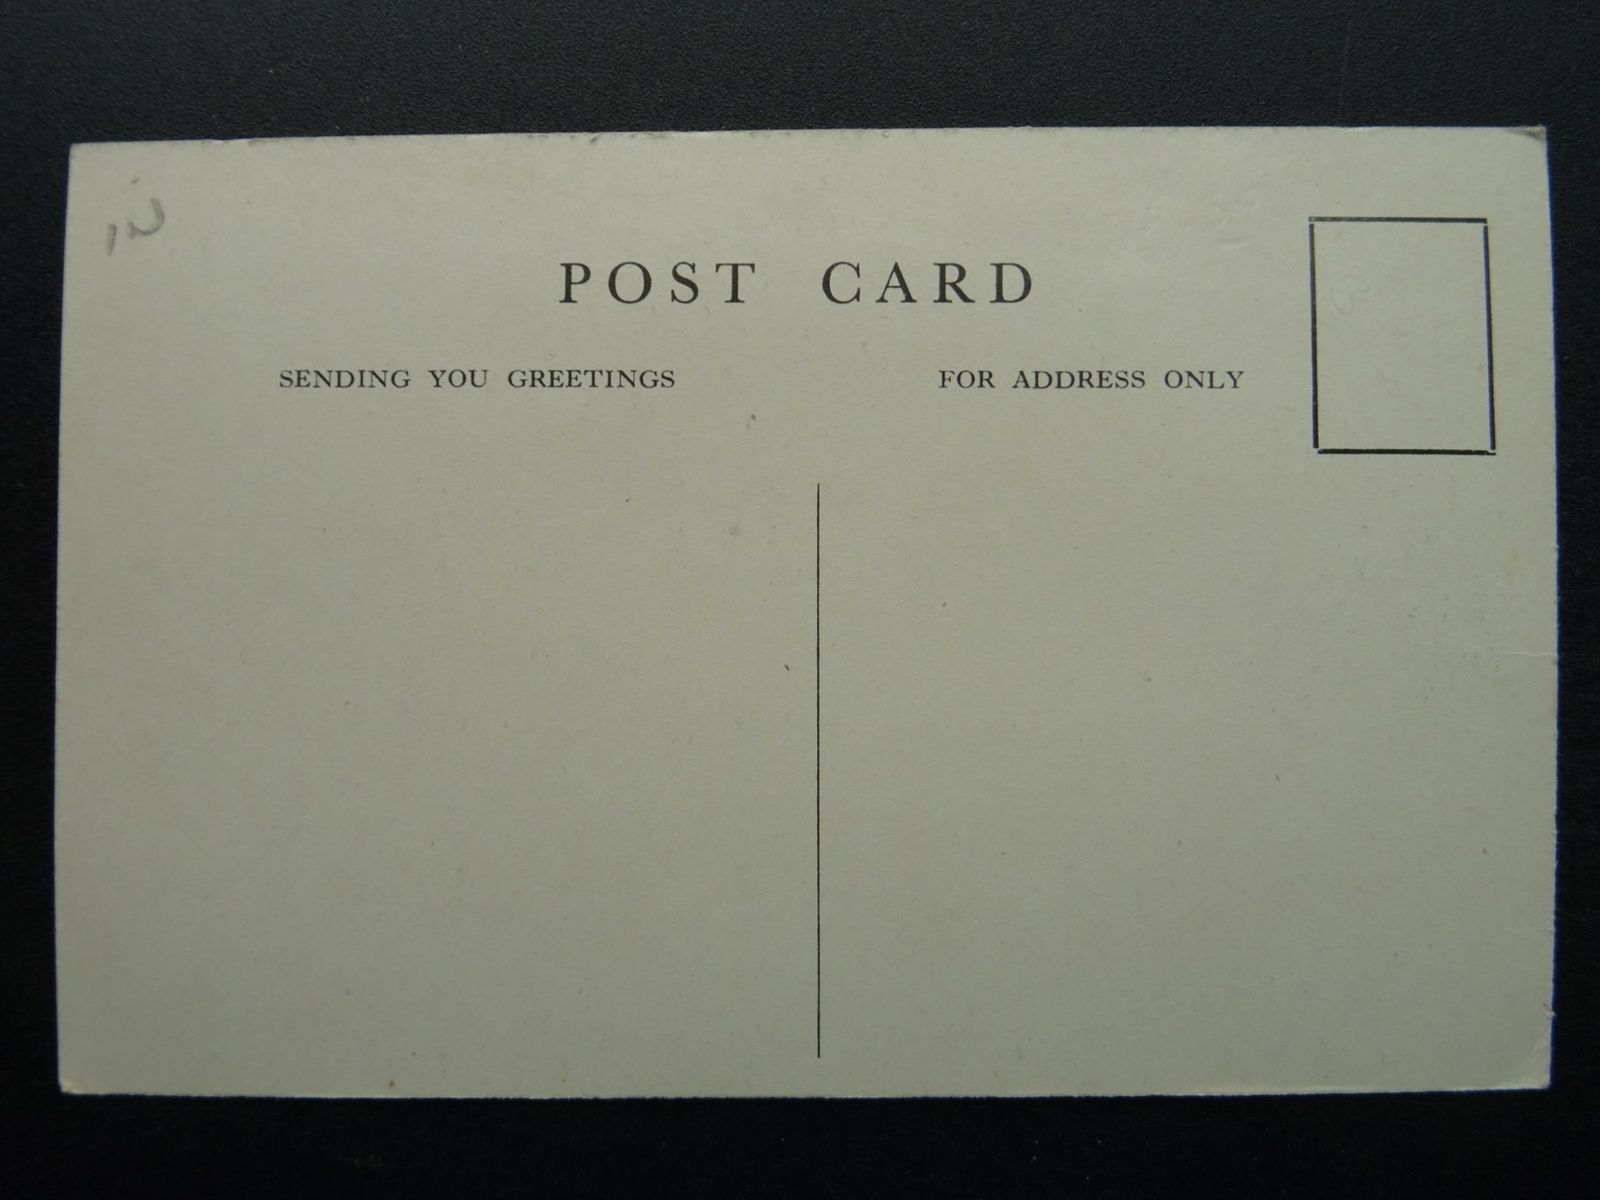 POST CARD
SENDING YOU GREETINGS
FOR ADDRESS ONLY